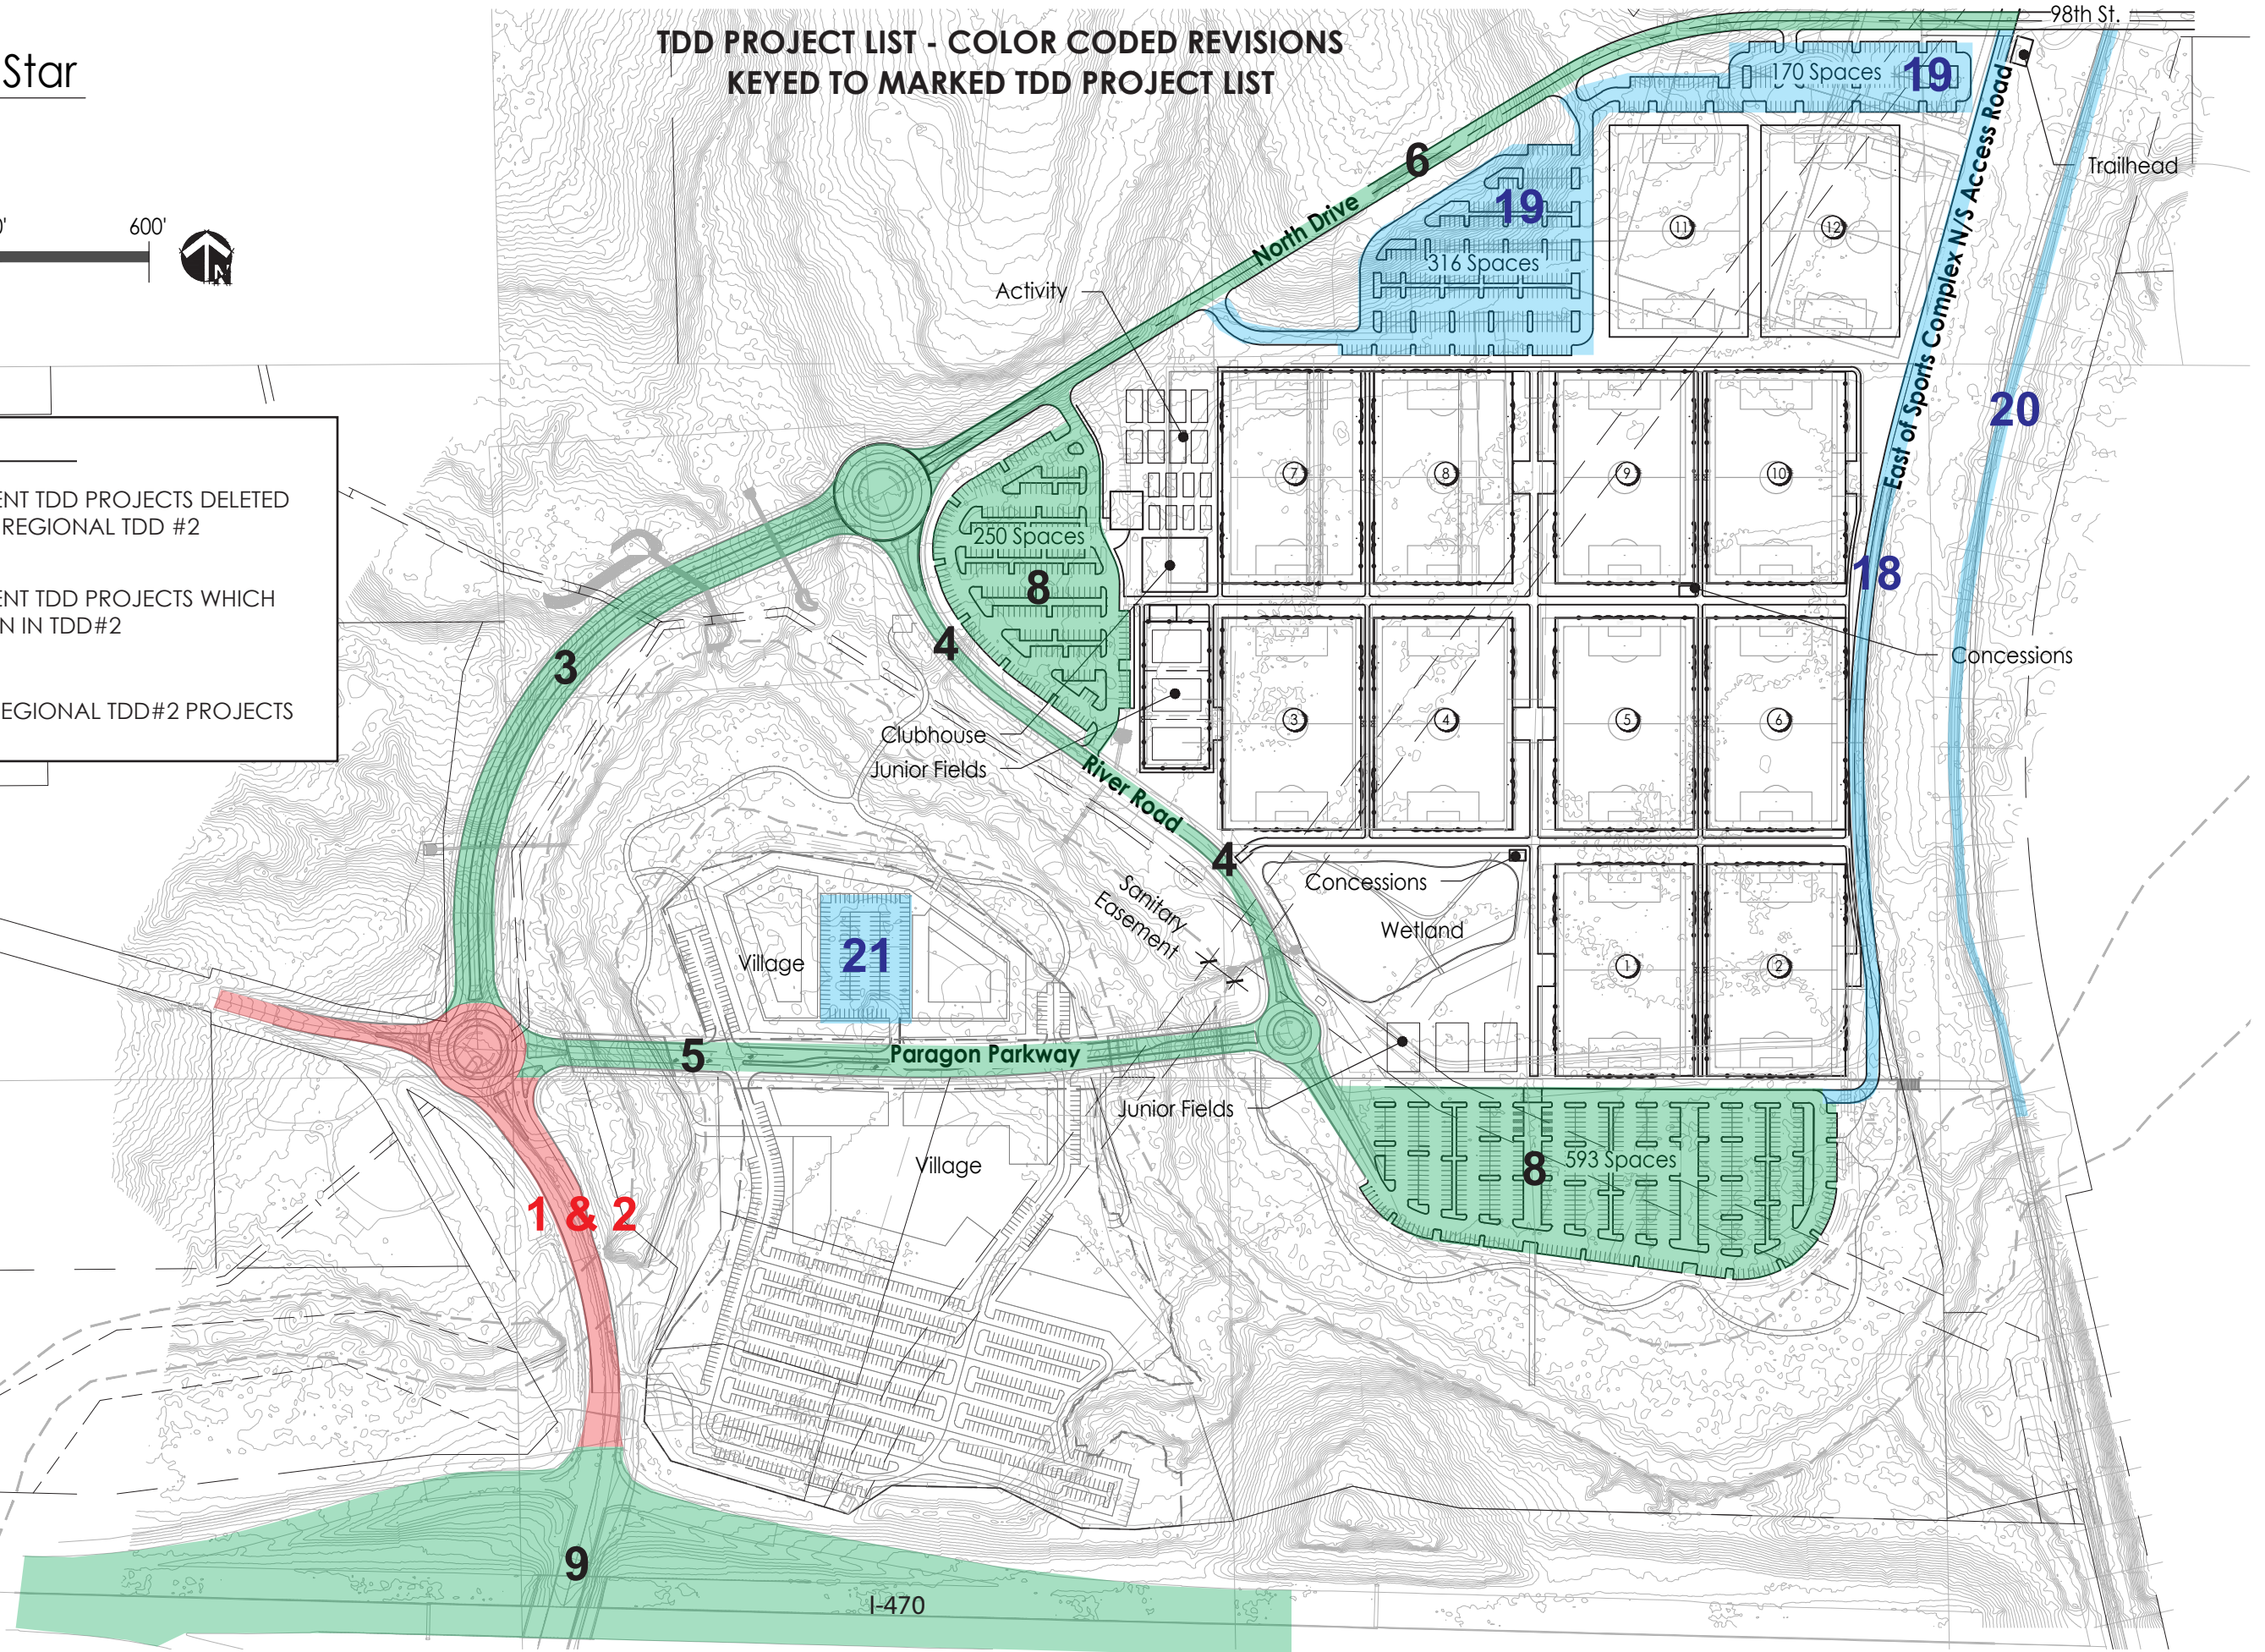 TDD PROJECT LIST - COLOR CODED REVISIONS
KEYED TO MARKED TDD PROJECT LIST
Star
98th St.
170 Spaces
19
Trailhead
East of Sports Complex N/S Access Road
6
North Drive
19
316 Spaces
11
12
600'
N
Activity
20
ENT TDD PROJECTS DELETED
REGIONAL TDD #2
ENT TDD PROJECTS WHICH
N IN TDD#2
EGIONAL TDD#2 PROJECTS
7
8
9
10
250 Spaces
8
18
3
4
Concessions
Clubhouse
Junior Fields
3
4
5
6
River Road
4
Concessions
Sanitary
Easement
Wetland
Village
21
1
2
5
Paragon Parkway
Junior Fields
Village
8
593 Spaces
1 & 2
9
I-470